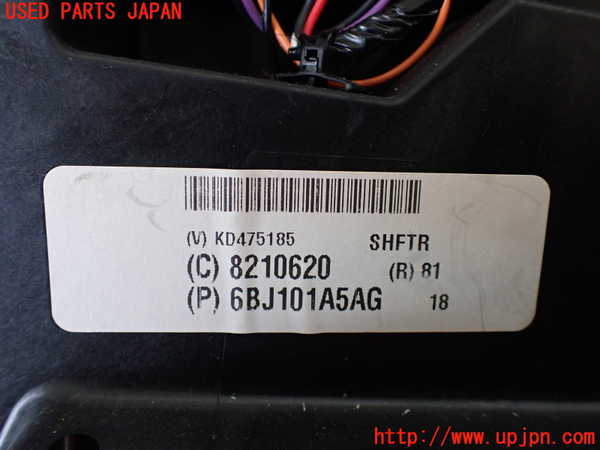 USED PARTS JAPAN
(V) KD475185 SHFTR
(C) 8210620 (R) 81
(P) 6BJ101A5AG 18
http://www.upjpn.com/